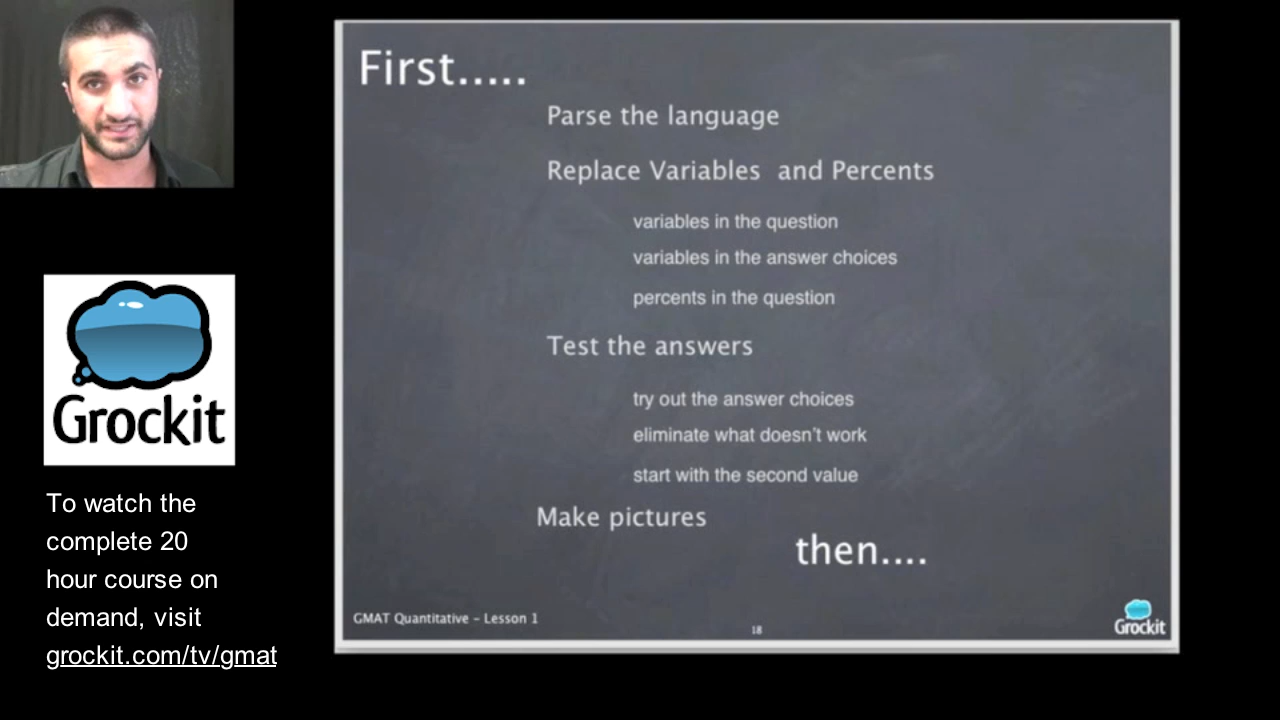 First.....
Parse the language
Replace Variables and Percents
variables in the question
variables in the answer choices
percents in the question
Test the answers
try out the answer choices
eliminate what doesn't work
start with the second value
Make pictures
then....
GMAT Quantitative – Lesson 1
18
Grockit
Grockit
To watch the
complete 20
hour course on
demand, visit
grockit.com/tv/gmat